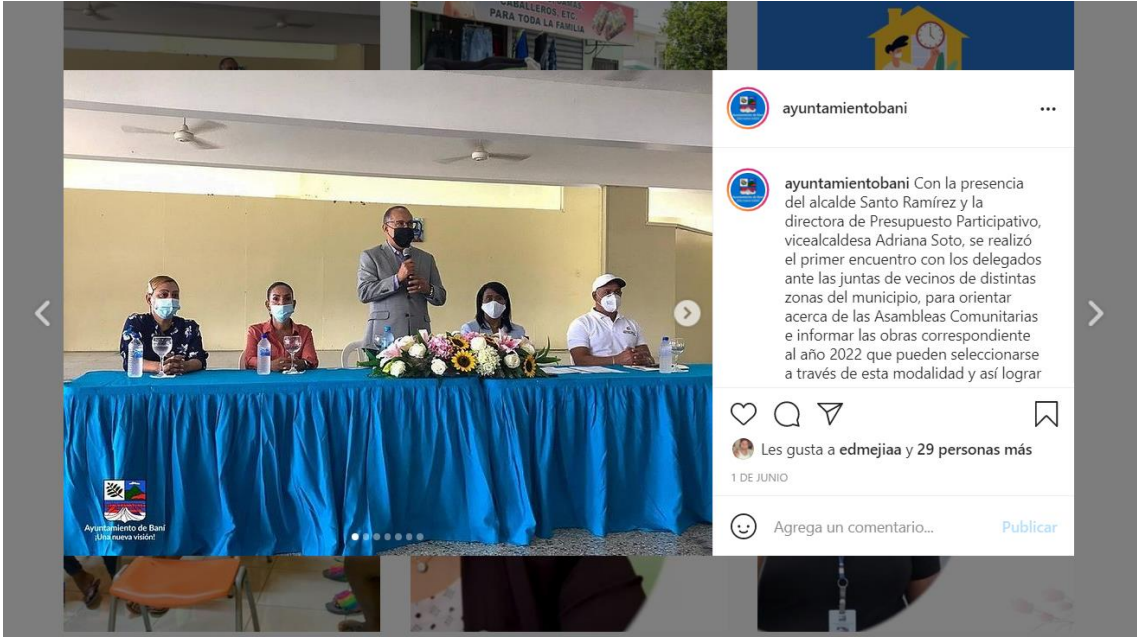 CABALLEROS, ETC.
PARA TODA LA FAMILIA
ayuntamientobani
ayuntamientobani Con la presencia
del alcalde Santo Ramírez y la
directora de Presupuesto Participativo,
vicealcaldesa Adriana Soto, se realizó
el primer encuentro con los delegados
ante las juntas de vecinos de distintas
zonas del municipio, para orientar
acerca de las Asambleas Comunitarias
e informar las obras correspondiente
al año 2022 que pueden seleccionarse
a través de esta modalidad y así lograr
Les gusta a edmejiaa y 29 personas más
1 DE JUNIO
Agrega un comentario... Publicar
Ayuntamiento de Baní
¡Una nueva visión!